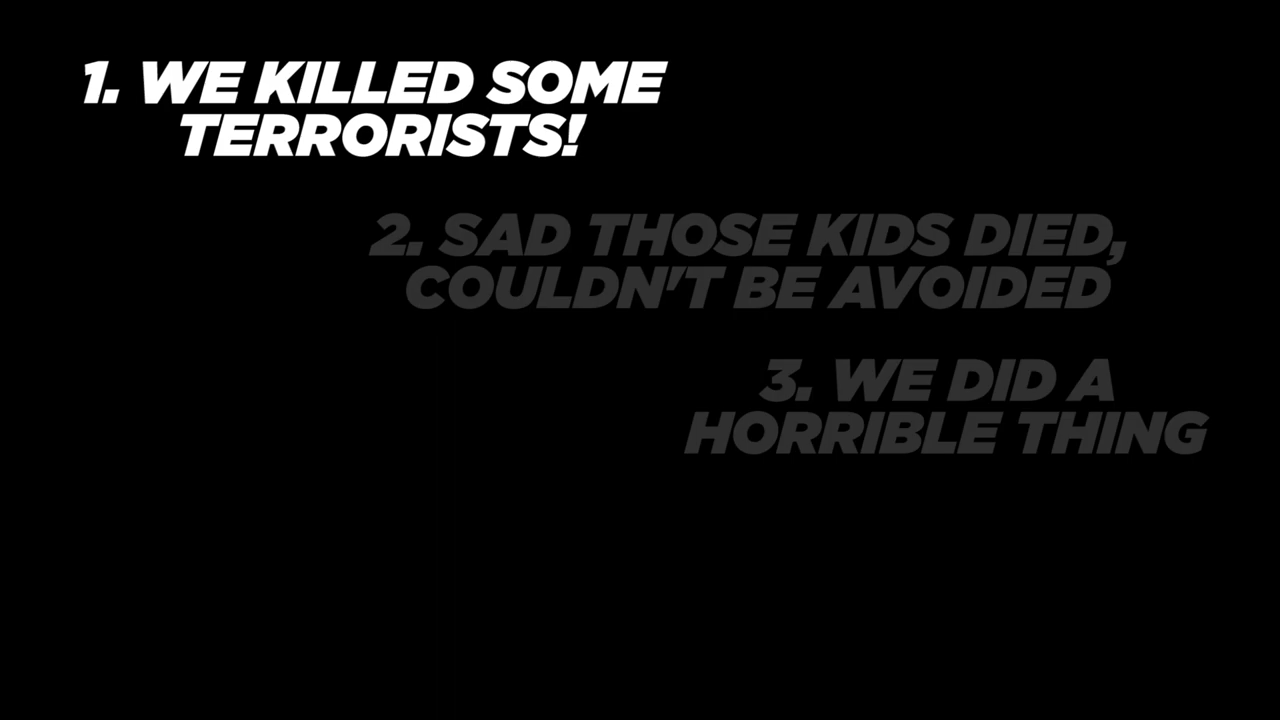 1. WE KILLED SOME
TERRORISTS!
2. SAD THOSE KIDS DIED,
COULDN'T BE AVOIDED
3. WE DID A
HORRIBLE THING